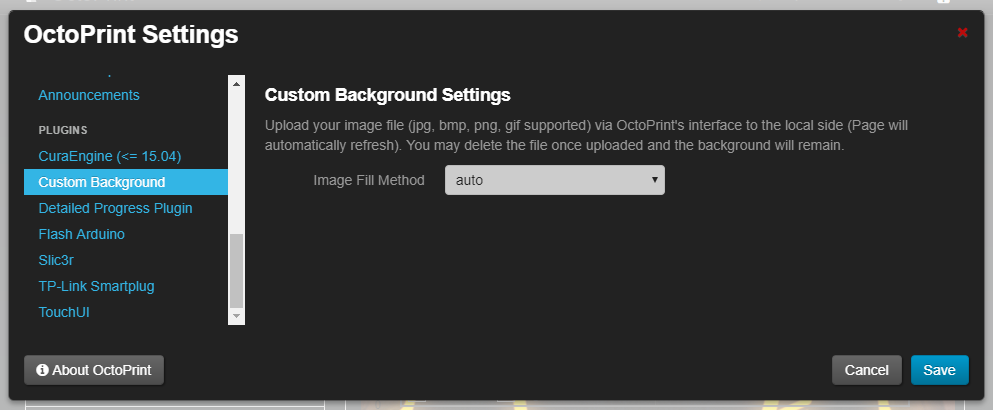 OctoPrint Settings
Announcements
PLUGINS
CuraEngine (<= 15.04)
Custom Background
Detailed Progress Plugin
Flash Arduino
Slic3r
TP-Link Smartplug
TouchUI
Custom Background Settings
Upload your image file (jpg, bmp, png, gif supported) via OctoPrint's interface to the local side (Page will
automatically refresh). You may delete the file once uploaded and the background will remain.
Image Fill Method auto
About OctoPrint
Cancel Save